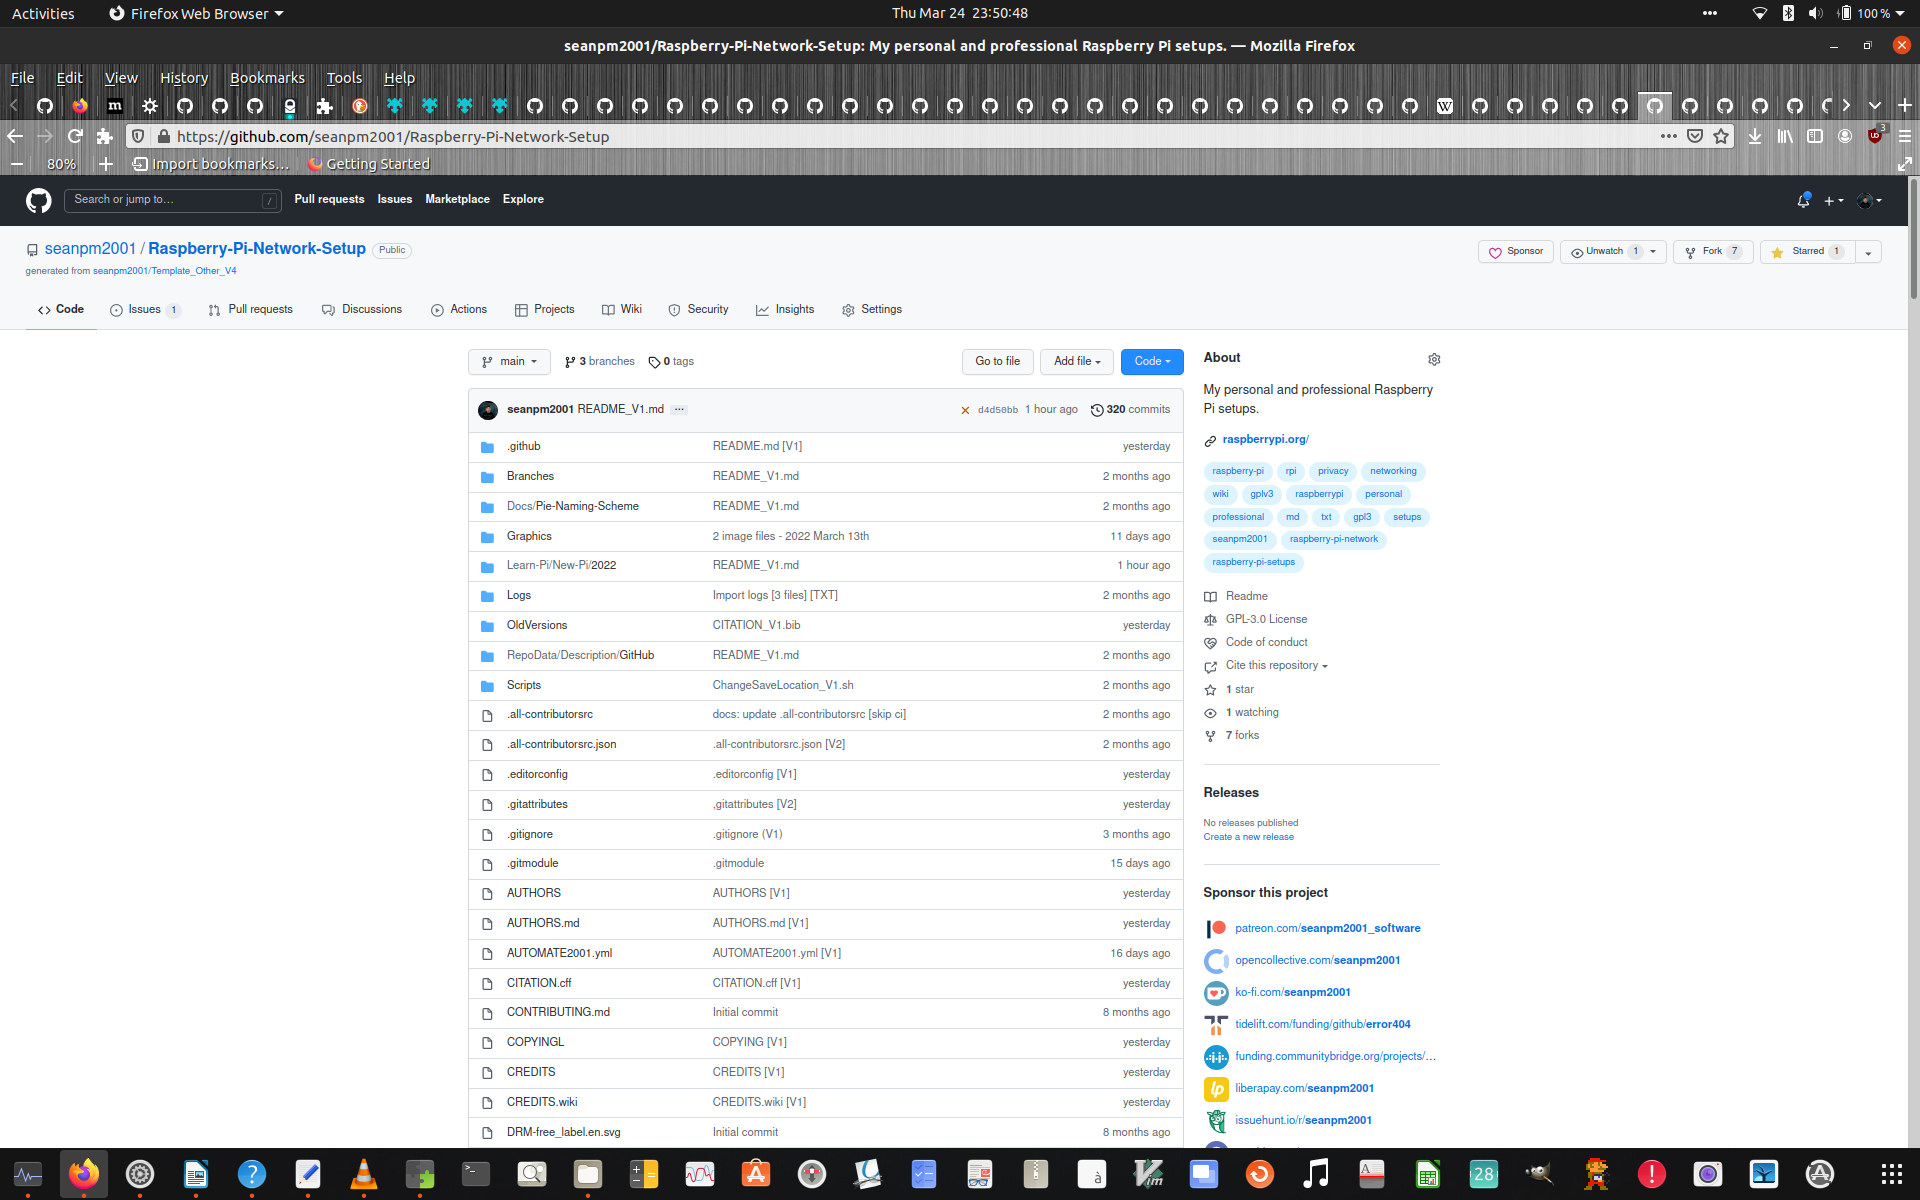 Activities Firefox Web Browser Thu Mar 24 23:50:48 100 %
seanpm2001/Raspberry-Pi-Network-Setup: My personal and professional Raspberry Pi setups. — Mozilla Firefox
File Edit View History Bookmarks Tools Help
https://github.com/seanpm2001/Raspberry-Pi-Network-Setup 3
80% Import bookmarks… Getting Started
Search or jump to… / Pull requests Issues Marketplace Explore
seanpm2001 / Raspberry-Pi-Network-Setup Public Sponsor Unwatch 1 Fork 7 Starred 1
generated from seanpm2001/Template_Other_V4
Code Issues 1 Pull requests Discussions Actions Projects Wiki Security Insights Settings
main 3 branches 0 tags Go to file Add file Code
seanpm2001 README_V1.md ... d4d50bb 1 hour ago 320 commits
.github README.md [V1] yesterday
Branches README_V1.md 2 months ago
Docs/Pie-Naming-Scheme README_V1.md 2 months ago
Graphics 2 image files - 2022 March 13th 11 days ago
Learn-Pi/New-Pi/2022 README_V1.md 1 hour ago
Logs Import logs [3 files] [TXT] 2 months ago
OldVersions CITATION_V1.bib yesterday
RepoData/Description/GitHub README_V1.md 2 months ago
Scripts ChangeSaveLocation_V1.sh 2 months ago
.all-contributorsrc docs: update .all-contributorsrc [skip ci] 2 months ago
.all-contributorsrc.json .all-contributorsrc.json [V2] 2 months ago
.editorconfig .editorconfig [V1] yesterday
.gitattributes ,gitattributes [V2] yesterday
.gitignore .gitignore (V1) 3 months ago
.gitmodule .gitmodule 15 days ago
AUTHORS AUTHORS [V1] yesterday
AUTHORS.md AUTHORS.md [V1] yesterday
AUTOMATE2001.yml AUTOMATE2001.yml [V1] 16 days ago
CITATION.cff CITATION.cff [V1] yesterday
CONTRIBUTING.md Initial commit 8 months ago
COPYINGL COPYING [V1] yesterday
CREDITS CREDITS [V1] yesterday
CREDITS.wiki CREDITS.wiki [V1] yesterday
DRM-free_label.en.svg Initial commit 8 months ago
About
My personal and professional Raspberry
Pi setups.
raspberrypi.org/
raspberry-pi rpi privacy networking
wiki gplv3 raspberrypi personal
professional md txt gpl3 setups
seanpm2001 raspberry-pi-network
raspberry-pi-setups
Readme
GPL-3.0 License
Code of conduct
Cite this repository
1 star
1 watching
7 forks
Releases
No releases published
Create a new release
Sponsor this project
patreon.com/seanpm2001_software
opencollective.com/seanpm2001
ko-fi.com/seanpm2001
tidelift.com/funding/github/error404
funding.communitybridge.org/projects/…
liberapay.com/seanpm2001
issuehunt.io/r/seanpm2001
28